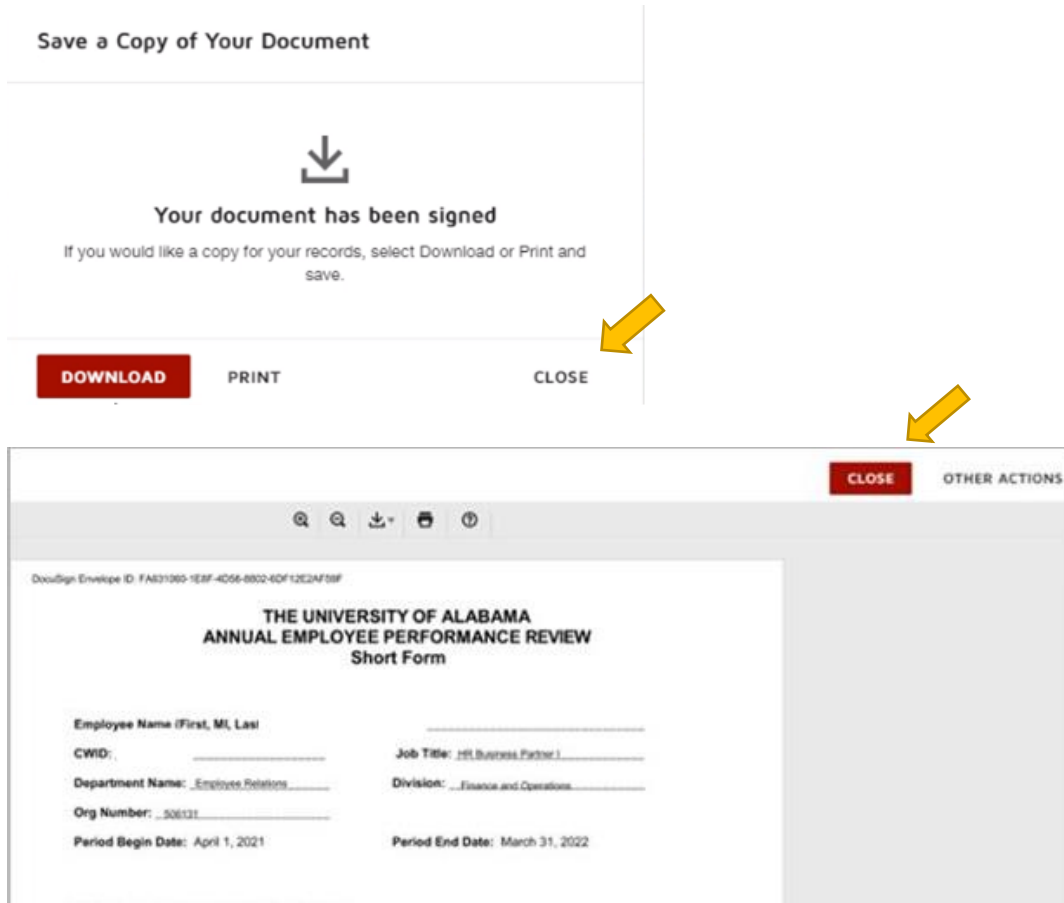 Save a Copy of Your Document
Your document has been signed
If you would like a copy for your records, select Download or Print and
save.
DOWNLOAD PRINT CLOSE
CLOSE OTHER ACTIONS
DocuSign Envelope ID:
THE UNIVERSITY OF ALABAMA
ANNUAL EMPLOYEE PERFORMANCE REVIEW
Short Form
Employee Name (First, MI, Last
CWID:
Job Title: HR Business Partner I
Department Name: Employee Relations Division: Finance and Operations
Org Number: 506131
Period Begin Date: April 1, 2021 Period End Date: March 31, 2022